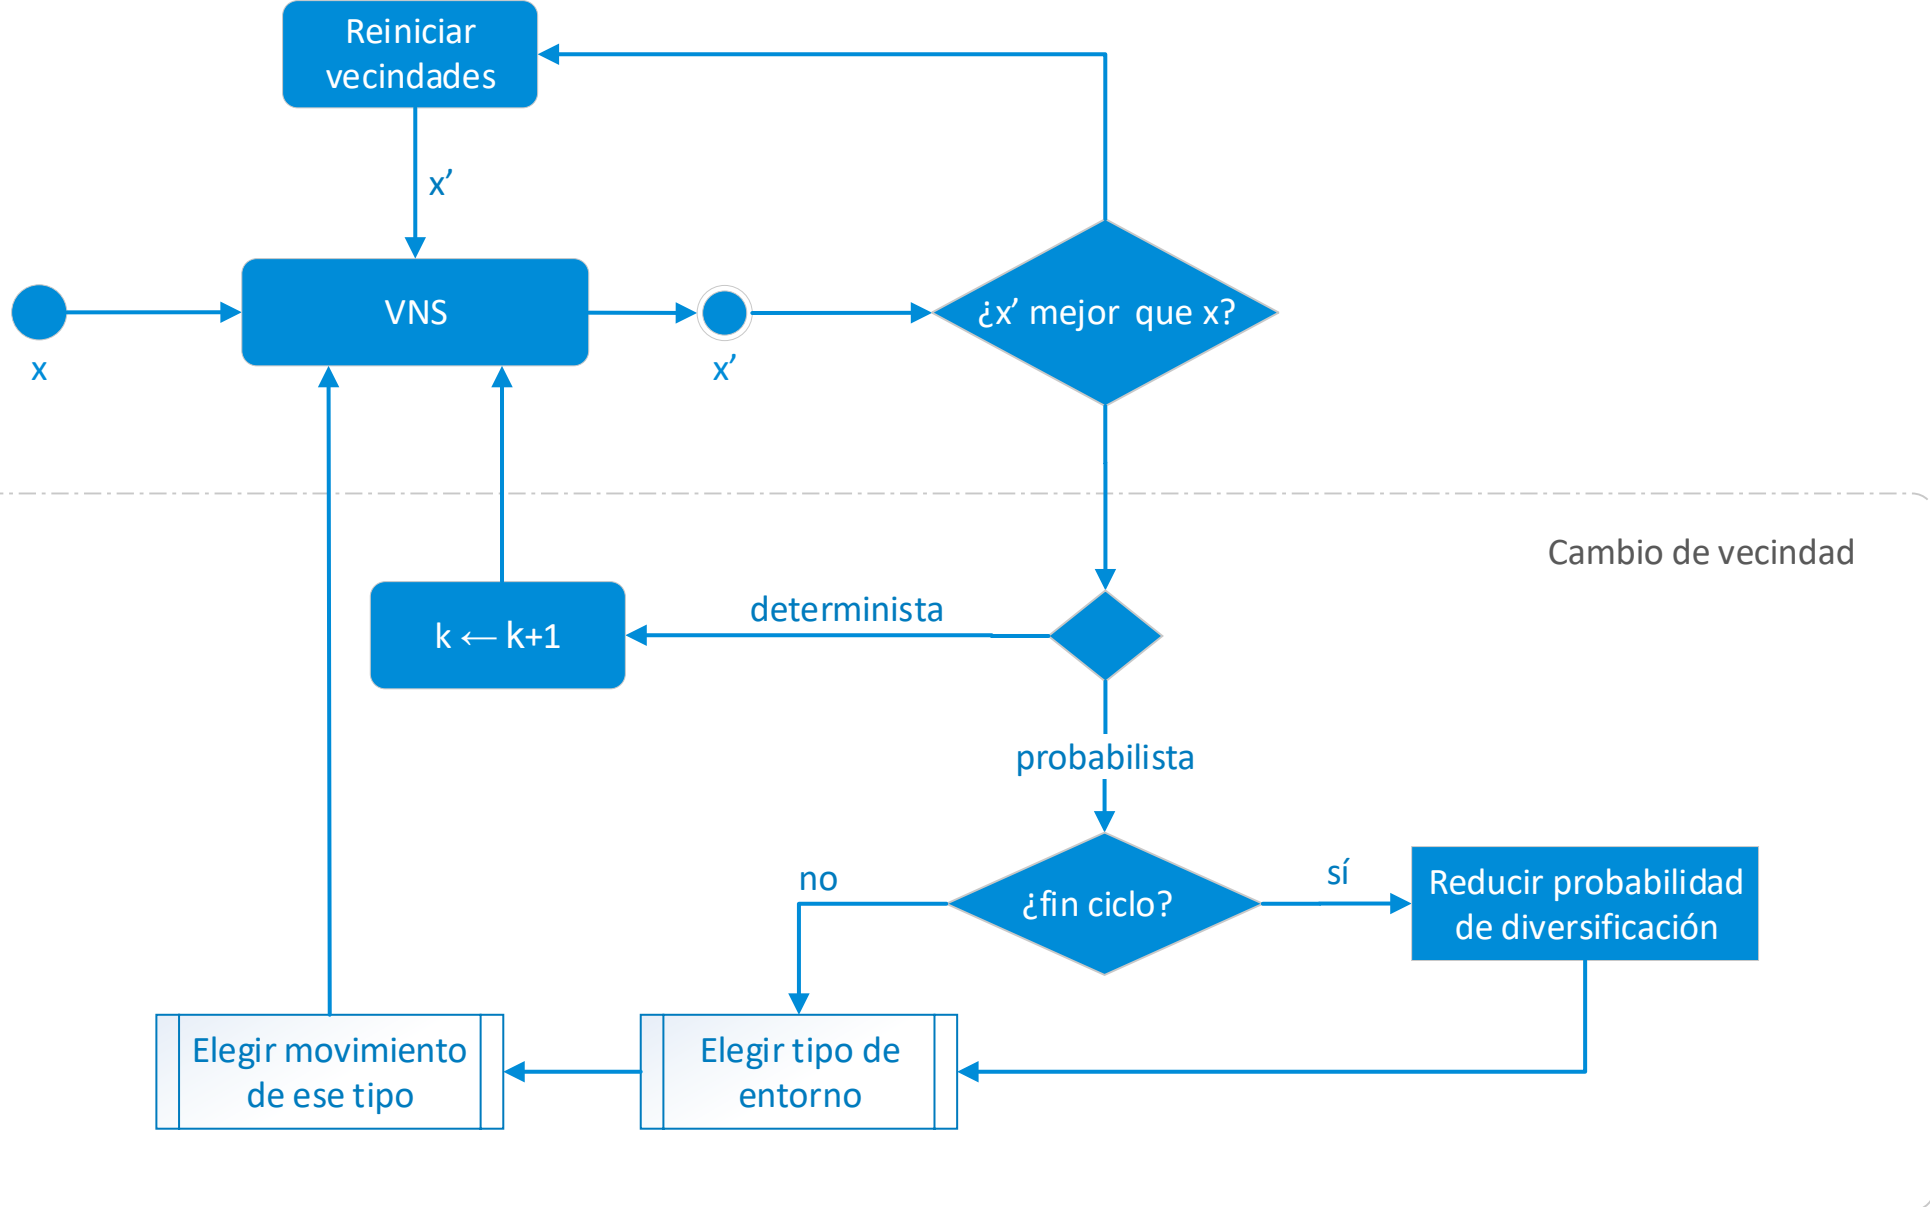 Reiniciar
vecindades
x’
VNS
¿x’ mejor que x?
x
x’
Cambio de vecindad
determinista
k ← k+1
probabilista
no
¿fin ciclo?
sí
Reducir probabilidad
de diversificación
Elegir movimiento
de ese tipo
Elegir tipo de
entorno